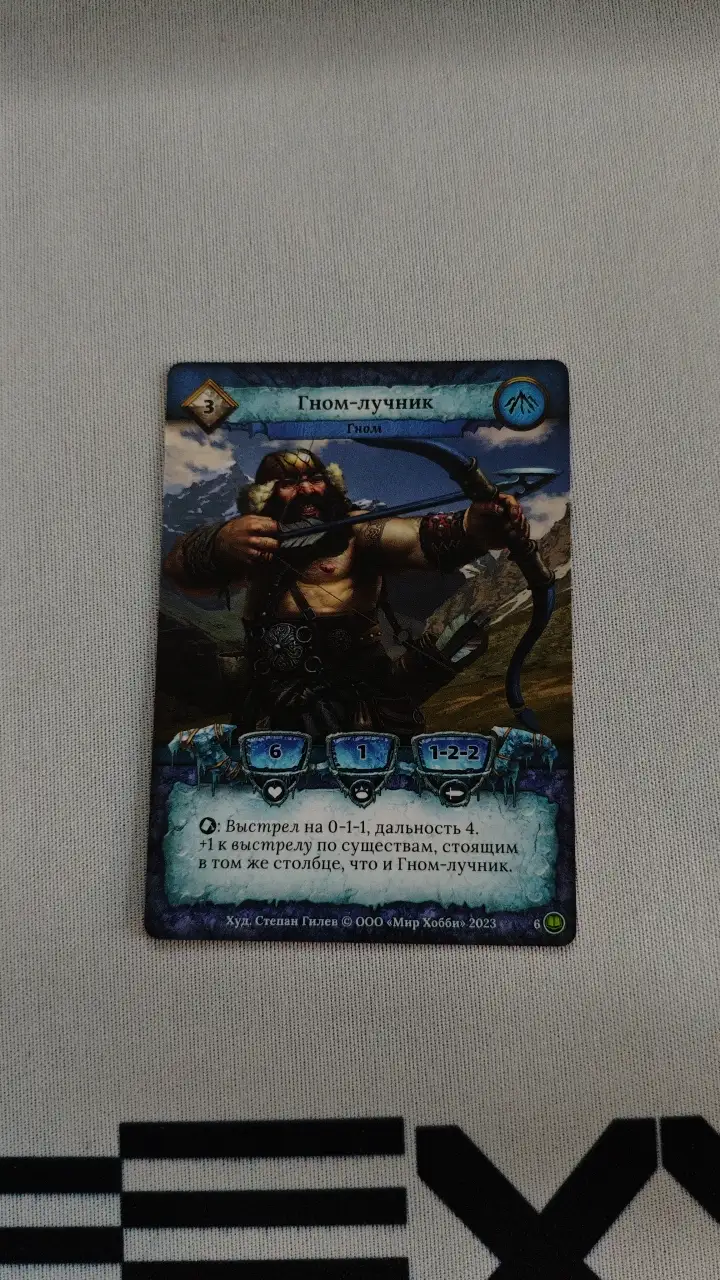 3
Гном-лучник
Гном
6
1
1-2-2
: Выстрел на 0-1-1, дальность 4.
+1 к выстрелу по существам, стоящим
в том же столбце, что и Гном-лучник.
Худ. Степан Гилев © ООО «Мир Хобби» 2023
6
EX